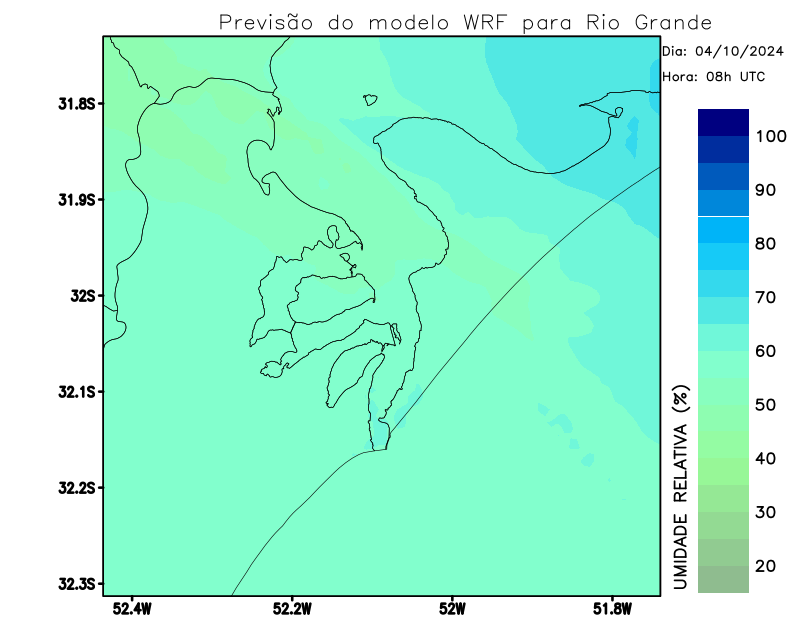 Previsão do modelo WRF para Rio Grande
Dia: 04/10/2024
Hora: 08h UTC
31.8S
31.9S
32S
32.1S
32.2S
32.3S
52.4W 52.2W 52W 51.8W
100
90
80
70
60
50
40
30
20
UMIDADE RELATIVA (%)